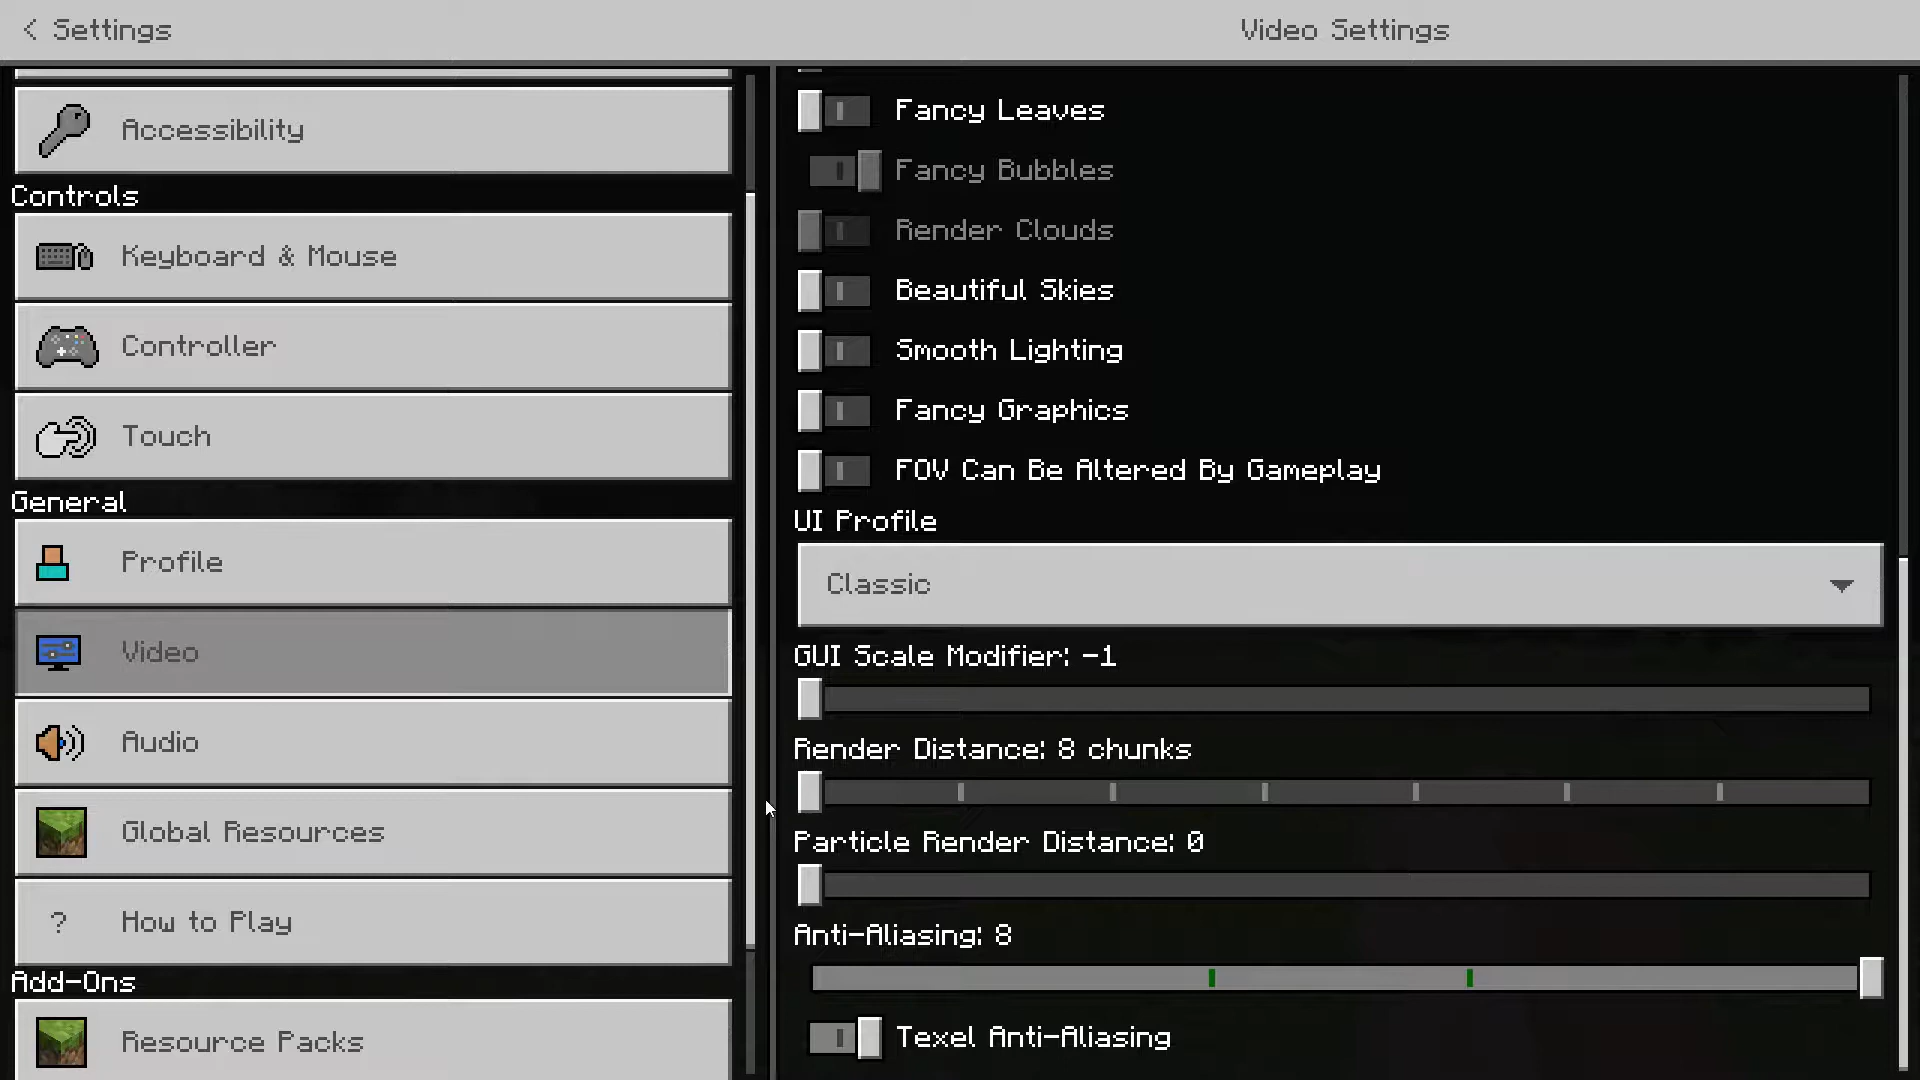 < Settings
Video Settings
Accessibility
Controls
Keyboard & Mouse
Controller
Touch
General
Profile
Video
Audio
Global Resources
? How to Play
Add-Ons
Resource Packs
Fancy Leaves
Fancy Bubbles
Render Clouds
Beautiful Skies
Smooth Lighting
Fancy Graphics
FOV Can Be Altered By Gameplay
UI Profile
Classic
GUI Scale Modifier: -1
Render Distance: 8 chunks
Particle Render Distance: 0
Anti-Aliasing: 8
Texel Anti-Aliasing